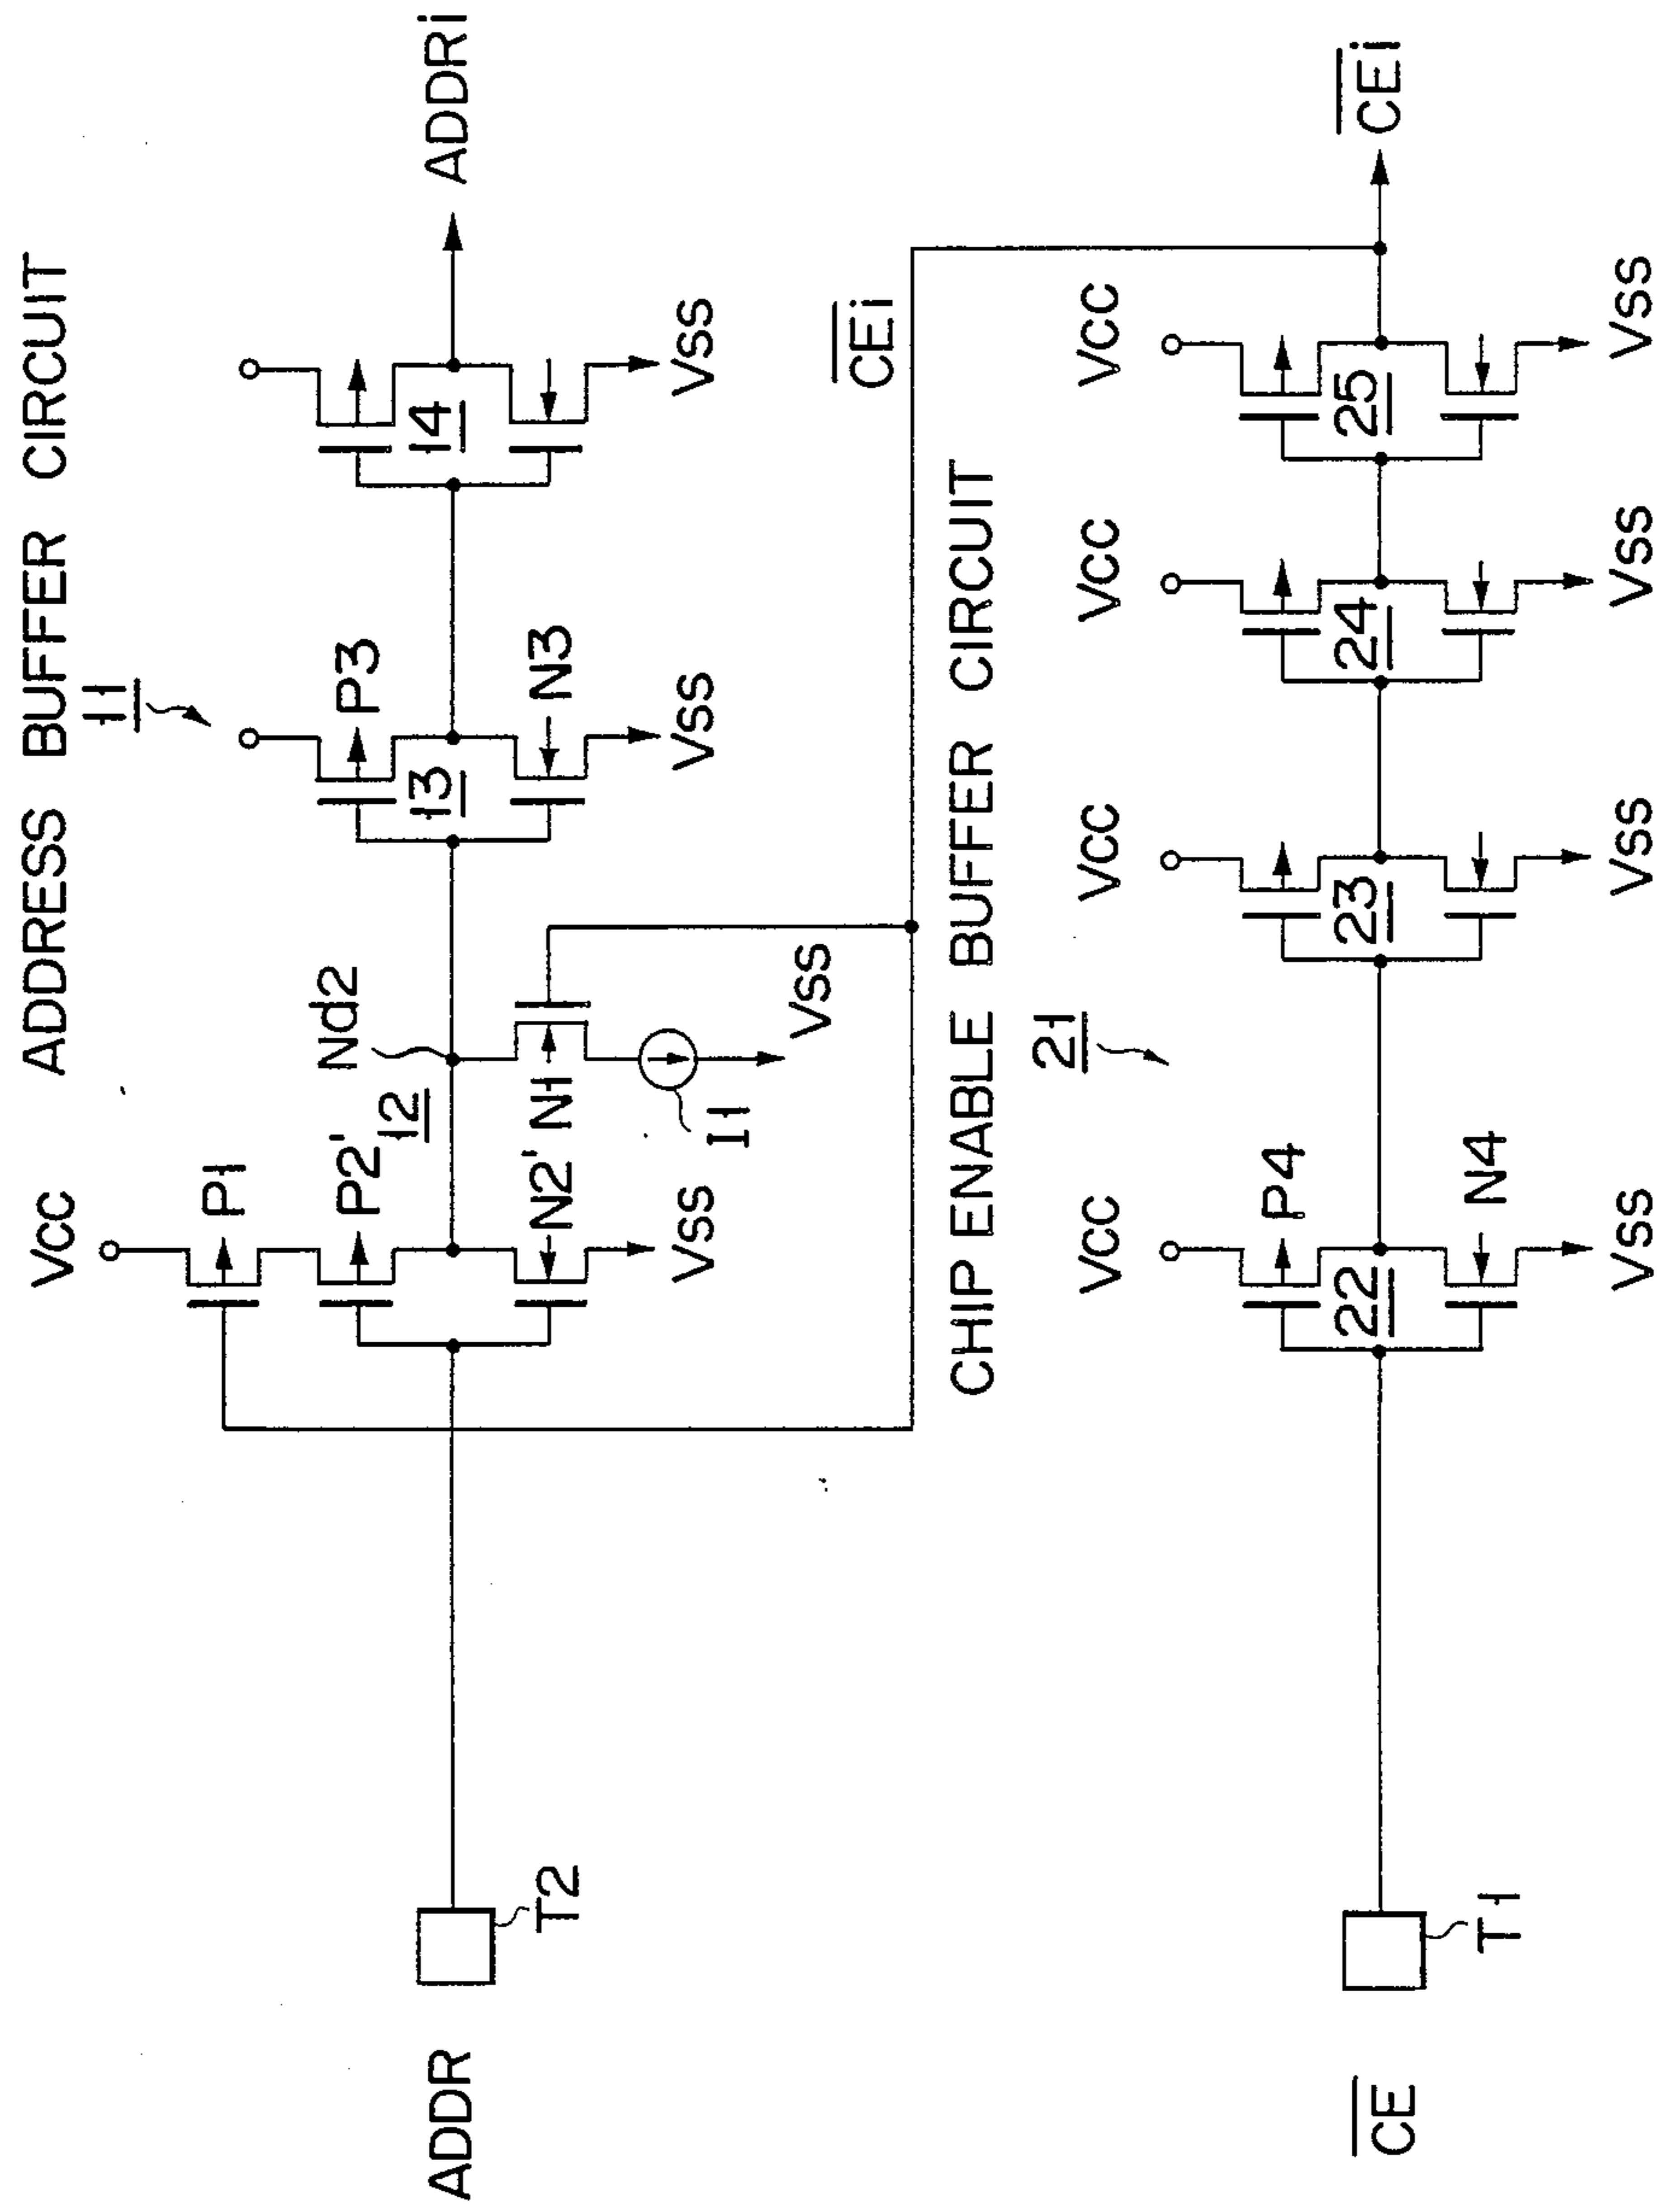 ADDRESS BUFFER CIRCUIT
11
VCC
P1
P2'
12
N2'
VSS
Nd2
N1
I1
VSS
P3
13
N3
VSS
14
VSS
ADDRi
ADDR
T2
CEi
CHIP ENABLE BUFFER CIRCUIT
21
VCC
P4
22
N4
VSS
VCC
23
VSS
VCC
24
VSS
VCC
25
VSS
CEi
CE
T1